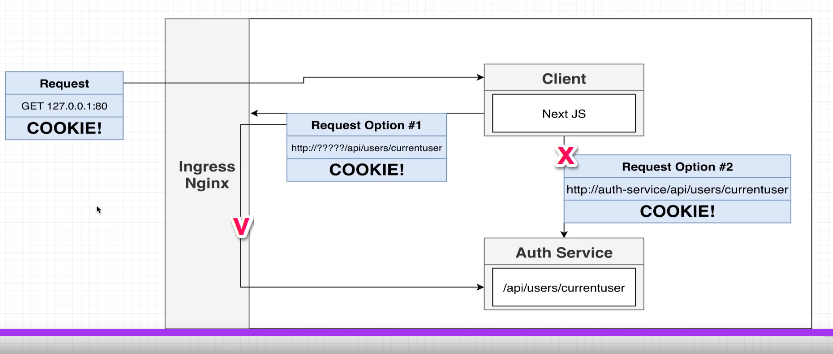 Request
GET 127.0.0.1:80
COOKIE!
Ingress
Nginx
Client
Next JS
Request Option #1
http://?????/api/users/currentuser
COOKIE!
V
X
Request Option #2
http://auth-service/api/users/currentuser
COOKIE!
Auth Service
/api/users/currentuser